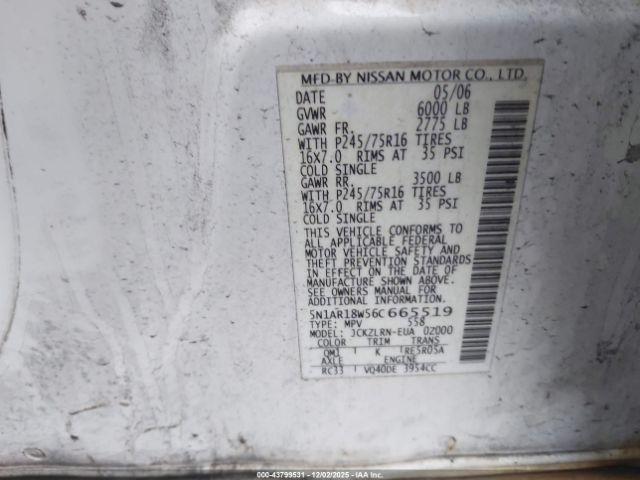 MFD-BY NISSAN MOTOR CO., LTD.
DATE 05/06
GVWR 6000 LB
GAWR FR. 2775 LB
WITH P245/75R16 TIRES
16X7.0 RIMS AT 35 PSI
COLD SINGLE
GAWR RR. 3500 LB
WITH P245/75R16 TIRES
16X7.0 RIMS AT 35 PSI
COLD SINGLE
THIS VEHICLE CONFORMS TO
ALL APPLICABLE FEDERAL
MOTOR VEHICLE SAFETY AND
THEFT PREVENTION STANDARDS
IN EFFECT ON THE DATE OF
MANUFACTURE SHOWN ABOVE.
SEE OWNERS MANUAL FOR
ADDITIONAL INFORMATION
5N1AR18W56C665519
TYPE: MPV 558
MODEL: JCKZLRN-EUA 02000
COLOR TRIM TRANS
QM1 K RE5R05A
AXLE ENGINE
RC33 VQ40DE 3954CC
000-43799531 - 12/02/2025 - IAA Inc.